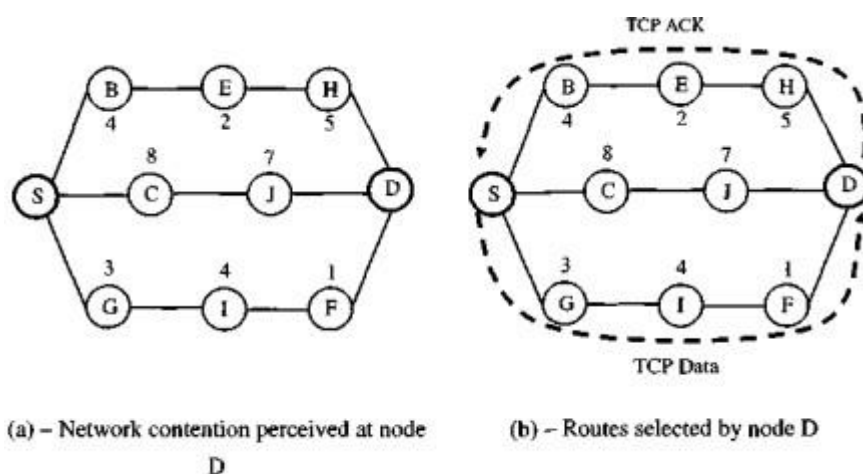 TCP ACK
B E H
4 2 5
8 7
S C J D
3 4 1
G I F
B E H
4 2 5
8 7
S C J D
3 4 1
G I F
TCP Data
(a) – Network contention perceived at node
D
(b) – Routes selected by node D